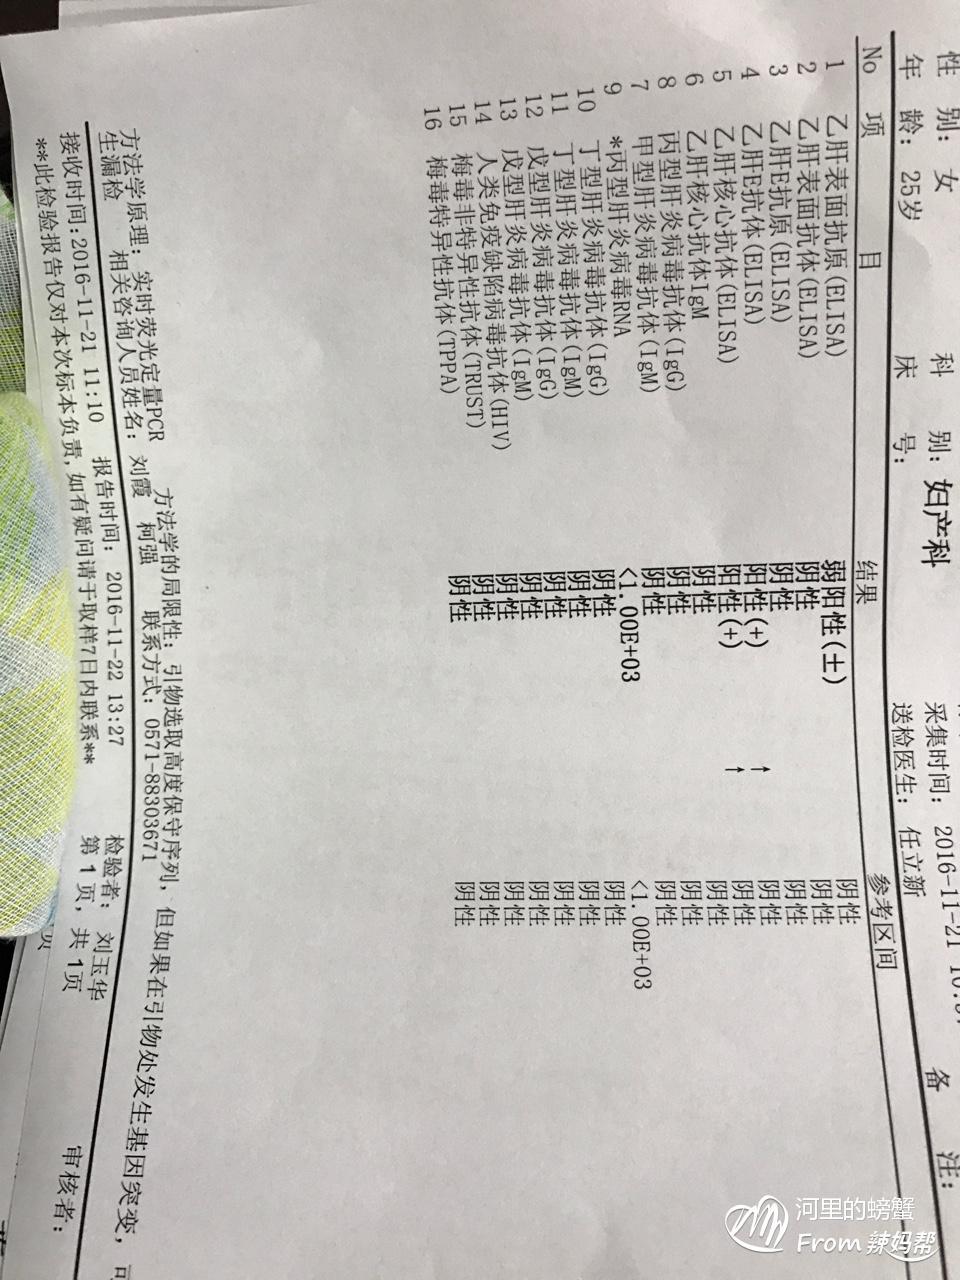 性 别: 女 科 别: 妇产科 采集时间: 2016-11-21 备 注:
年 龄: 25岁 床 号: 送检医生: 任立新
No 项 目 结果 参考区间
1 乙肝表面抗原(ELISA) 弱阳性(±) 阴性
2 乙肝表面抗体(ELISA) 阴性 阴性
3 乙肝E抗原(ELISA) 阴性 阴性
4 乙肝E抗体(ELISA) 阳性(+) ↑ 阴性
5 乙肝核心抗体(ELISA) 阳性(+) ↑ 阴性
6 乙肝核心抗体IgM 阴性 阴性
8 丙型肝炎病毒抗体(IgG) 阴性 阴性
7 甲型肝炎病毒抗体(IgM) 阴性 阴性
9 *丙型肝炎病毒RNA <1.00E+03 <1.00E+03
10 丁型肝炎病毒抗体(IgG) 阴性 阴性
11 丁型肝炎病毒抗体(IgM) 阴性 阴性
12 戊型肝炎病毒抗体(IgG) 阴性 阴性
13 戊型肝炎病毒抗体(IgM) 阴性 阴性
14 人类免疫缺陷病毒抗体(HIV) 阴性 阴性
15 梅毒非特异性抗体(TRUST) 阴性 阴性
16 梅毒特异性抗体(TPPA) 阴性 阴性
方法学原理: 实时荧光定量PCR 方法学的局限性: 引物选取高度保守序列, 但如果在引物处发生基因突变, 可
生漏检 相关咨询人员姓名: 刘霞 柯强 联系方式: 0571-88303671
接收时间:2016-11-21 11:10 报告时间: 2016-11-22 13:27 检验者: 刘玉华 审核者:
**此检验报告仅对本次标本负责,如有疑问请于取样7日内联系** 第 1 页, 共 1页
页
河里的螃蟹
From 辣妈帮